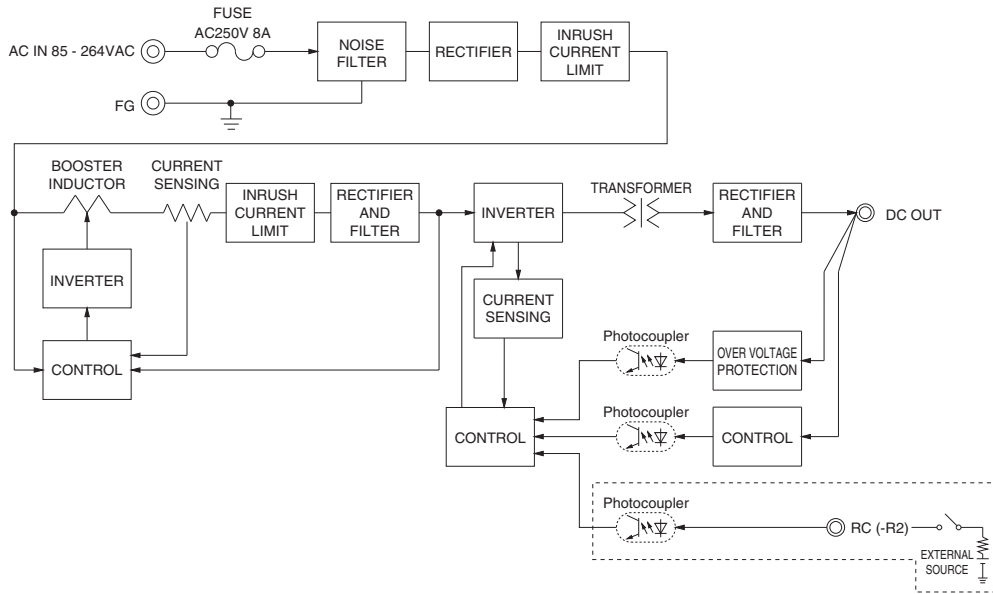 FUSE
AC250V 8A
AC IN 85 - 264VAC
NOISE
FILTER
RECTIFIER
INRUSH
CURRENT
LIMIT
FG
BOOSTER
INDUCTOR
CURRENT
SENSING
INRUSH
CURRENT
LIMIT
RECTIFIER
AND
FILTER
INVERTER
TRANSFORMER
RECTIFIER
AND
FILTER
DC OUT
INVERTER
CURRENT
SENSING
CONTROL
Photocoupler
OVER VOLTAGE
PROTECTION
Photocoupler
CONTROL
CONTROL
Photocoupler
RC (-R2)
EXTERNAL
SOURCE